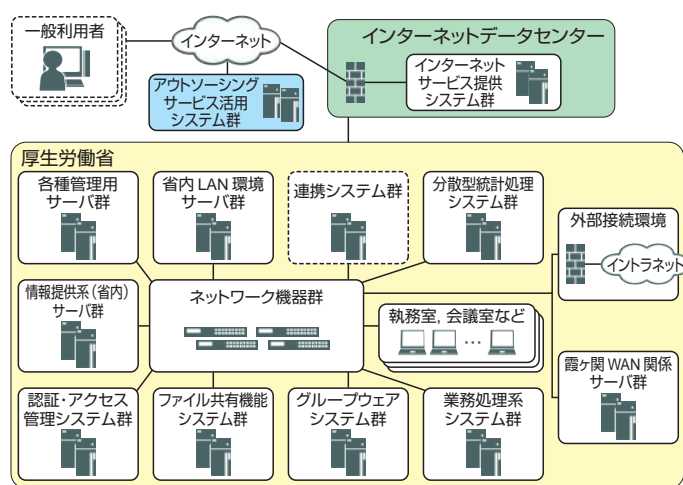 一般利用者
インターネット
インターネットデータセンター
アウトソーシング
サービス活用
システム群
インターネット
サービス提供
システム群
厚生労働省
各種管理用
サーバ群
省内 LAN 環境
サーバ群
連携システム群
分散型統計処理
システム群
外部接続環境
イントラネット
情報提供系(省内)
サーバ群
ネットワーク機器群
執務室, 会議室など
…
霞ヶ関 WAN 関係
サーバ群
認証・アクセス
管理システム群
ファイル共有機能
システム群
グループウェア
システム群
業務処理系
システム群